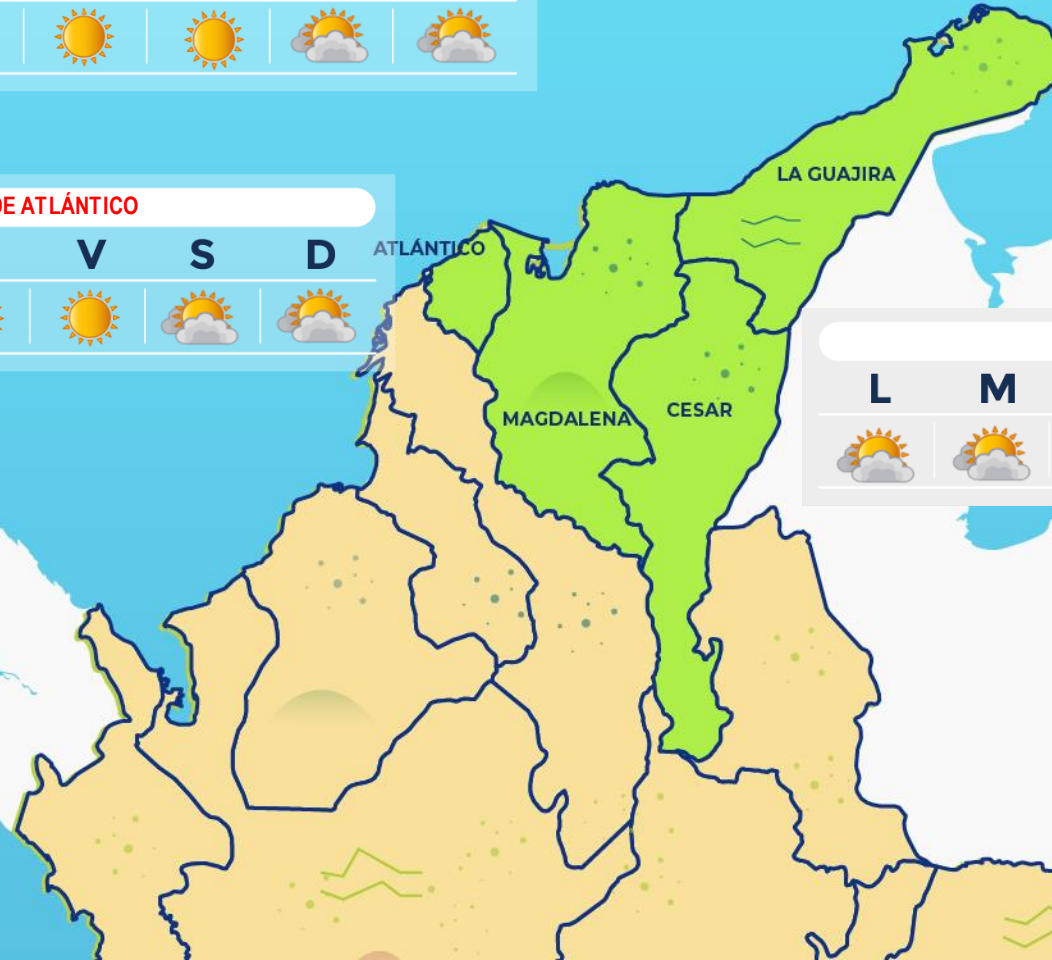 LA GUAJIRA
DE ATLÁNTICO
V S D
ATLÁNTICO
L M
MAGDALENA
CESAR